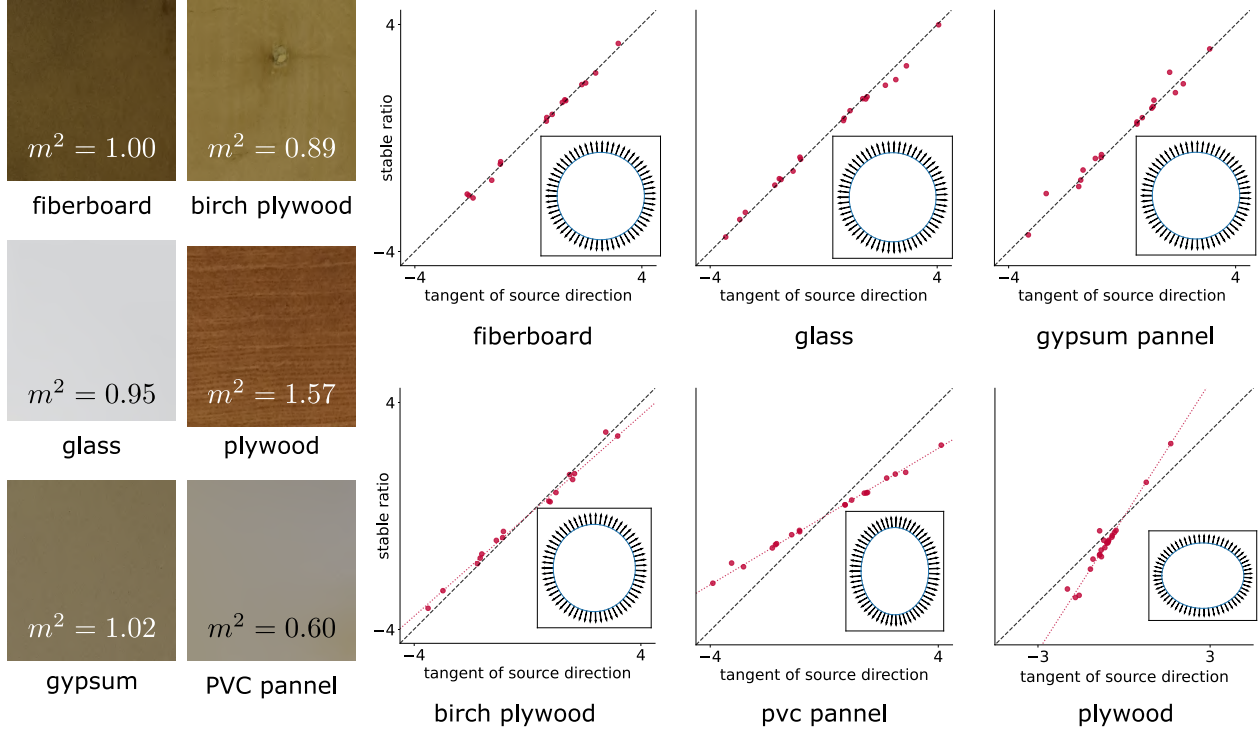 m² = 1.00
fiberboard
m² = 0.89
birch plywood
m² = 0.95
glass
m² = 1.57
plywood
m² = 1.02
gypsum
m² = 0.60
PVC pannel
stable ratio
4
−4
−4
4
tangent of source direction
fiberboard
−4
4
tangent of source direction
glass
−4
4
tangent of source direction
gypsum pannel
stable ratio
4
−4
−4
4
tangent of source direction
birch plywood
−4
4
tangent of source direction
pvc pannel
−3
3
tangent of source direction
plywood